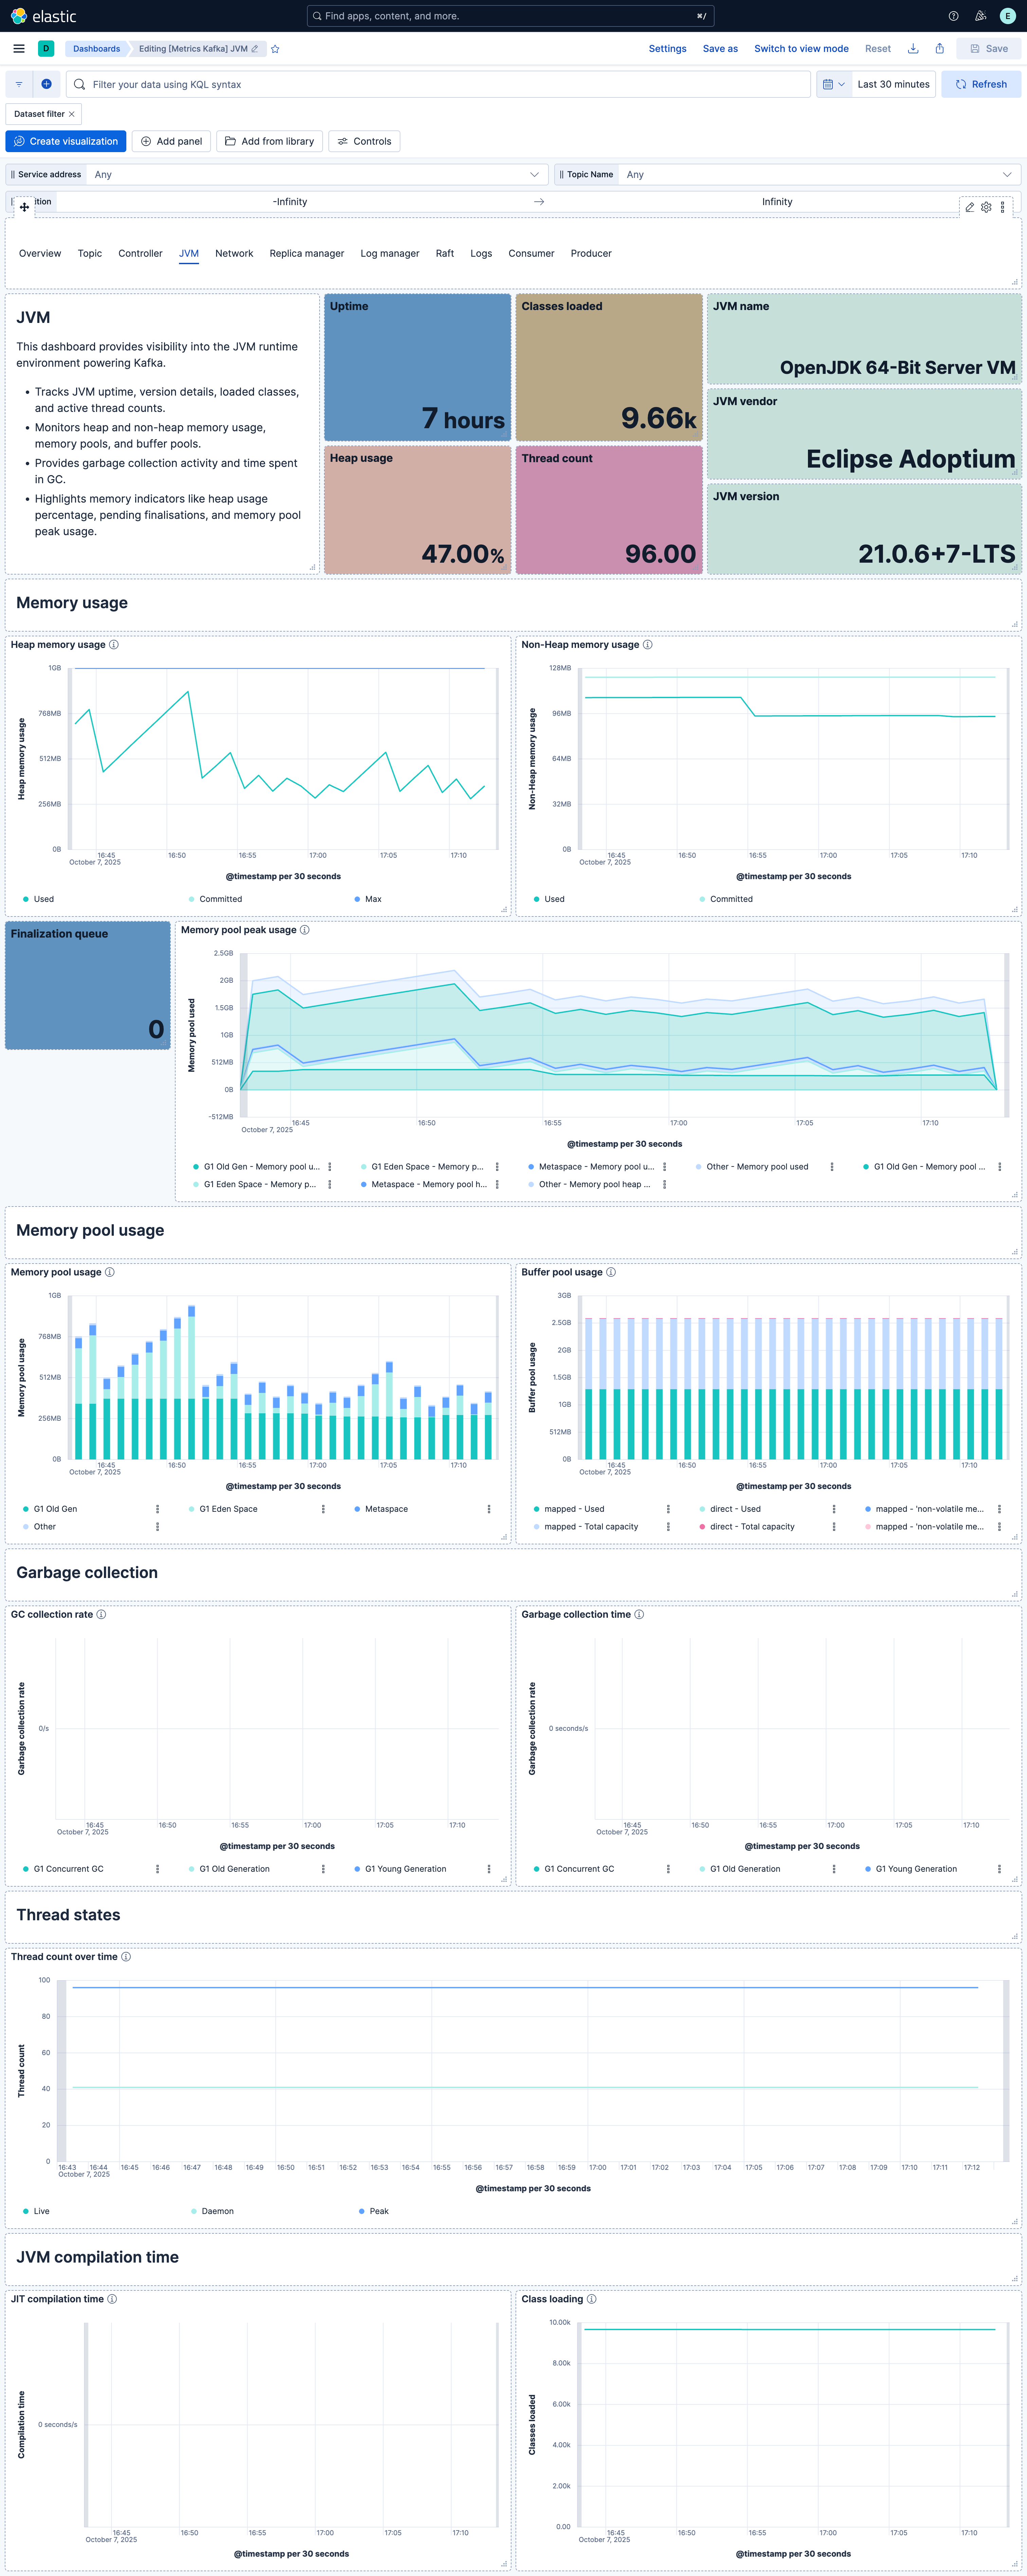 elastic
Find apps, content, and more.
⌘/
E
D
Dashboards
Editing [Metrics Kafka] JVM
Settings
Save as
Switch to view mode
Reset
Save
Filter your data using KQL syntax
Last 30 minutes
Refresh
Dataset filter
Create visualization
Add panel
Add from library
Controls
Service address
Any
Topic Name
Any
-Infinity
Infinity
Overview
Topic
Controller
JVM
Network
Replica manager
Log manager
Raft
Logs
Consumer
Producer
JVM
This dashboard provides visibility into the JVM runtime
environment powering Kafka.
• Tracks JVM uptime, version details, loaded classes,
and active thread counts.
• Monitors heap and non-heap memory usage,
memory pools, and buffer pools.
• Provides garbage collection activity and time spent
in GC.
• Highlights memory indicators like heap usage
percentage, pending finalisations, and memory pool
peak usage.
Uptime
7 hours
Classes loaded
9.66k
JVM name
OpenJDK 64-Bit Server VM
JVM vendor
Eclipse Adoptium
Heap usage
47.00%
Thread count
96.00
JVM version
21.0.6+7-LTS
Memory usage
Heap memory usage
Heap memory usage
1GB
768MB
512MB
256MB
0B
16:45 16:50 16:55 17:00 17:05 17:10
October 7, 2025
@timestamp per 30 seconds
Used
Committed
Max
Non-Heap memory usage
Non-Heap memory usage
128MB
96MB
64MB
32MB
0B
16:45 16:50 16:55 17:00 17:05 17:10
October 7, 2025
@timestamp per 30 seconds
Used
Committed
Finalization queue
0
Memory pool peak usage
Memory pool used
2.5GB
2GB
1.5GB
1GB
512MB
0B
-512MB
16:45 16:50 16:55 17:00 17:05 17:10
October 7, 2025
@timestamp per 30 seconds
G1 Old Gen - Memory pool u...
G1 Eden Space - Memory p...
Metaspace - Memory pool u...
Other - Memory pool used
G1 Old Gen - Memory pool ...
G1 Eden Space - Memory p...
Metaspace - Memory pool h...
Other - Memory pool heap ...
Memory pool usage
Memory pool usage
Memory pool usage
1GB
768MB
512MB
256MB
0B
16:45 16:50 16:55 17:00 17:05 17:10
October 7, 2025
@timestamp per 30 seconds
G1 Old Gen
G1 Eden Space
Metaspace
Other
Buffer pool usage
Buffer pool usage
3GB
2.5GB
2GB
1.5GB
1GB
512MB
0B
16:45 16:50 16:55 17:00 17:05 17:10
October 7, 2025
@timestamp per 30 seconds
mapped - Used
direct - Used
mapped - 'non-volatile me...
mapped - Total capacity
direct - Total capacity
mapped - 'non-volatile me...
Garbage collection
GC collection rate
Garbage collection rate
0/s
16:45 16:50 16:55 17:00 17:05 17:10
October 7, 2025
@timestamp per 30 seconds
G1 Concurrent GC
G1 Old Generation
G1 Young Generation
Garbage collection time
Garbage collection rate
0 seconds/s
16:45 16:50 16:55 17:00 17:05 17:10
October 7, 2025
@timestamp per 30 seconds
G1 Concurrent GC
G1 Old Generation
G1 Young Generation
Thread states
Thread count over time
Thread count
100
80
60
40
20
0
16:43 16:44 16:45 16:46 16:47 16:48 16:49 16:50 16:51 16:52 16:53 16:54 16:55 16:56 16:57 16:58 16:59 17:00 17:01 17:02 17:03 17:04 17:05 17:06 17:07 17:08 17:09 17:10 17:11 17:12
October 7, 2025
@timestamp per 30 seconds
Live
Daemon
Peak
JVM compilation time
JIT compilation time
Compilation time
0 seconds/s
16:45 16:50 16:55 17:00 17:05 17:10
October 7, 2025
@timestamp per 30 seconds
Class loading
Classes loaded
10.00k
8.00k
6.00k
4.00k
2.00k
0.00
16:45 16:50 16:55 17:00 17:05 17:10
October 7, 2025
@timestamp per 30 seconds